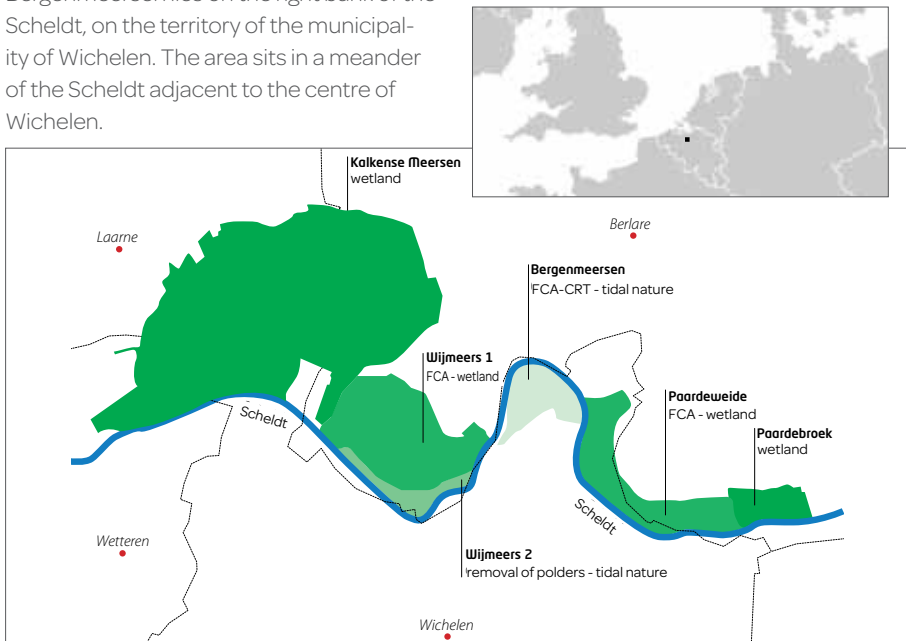 Scheldt, on the territory of the municipal-
ity of Wichelen. The area sits in a meander
of the Scheldt adjacent to the centre of
Wichelen.
Kalkense Meersen
wetland
Laarne
Berlare
Bergenmeersen
FCA-CRT - tidal nature
Wijmeers 1
FCA - wetland
Paardeweide
FCA - wetland
Paardebroek
wetland
Scheldt
Scheldt
Wetteren
Wijmeers 2
removal of polders - tidal nature
Wichelen